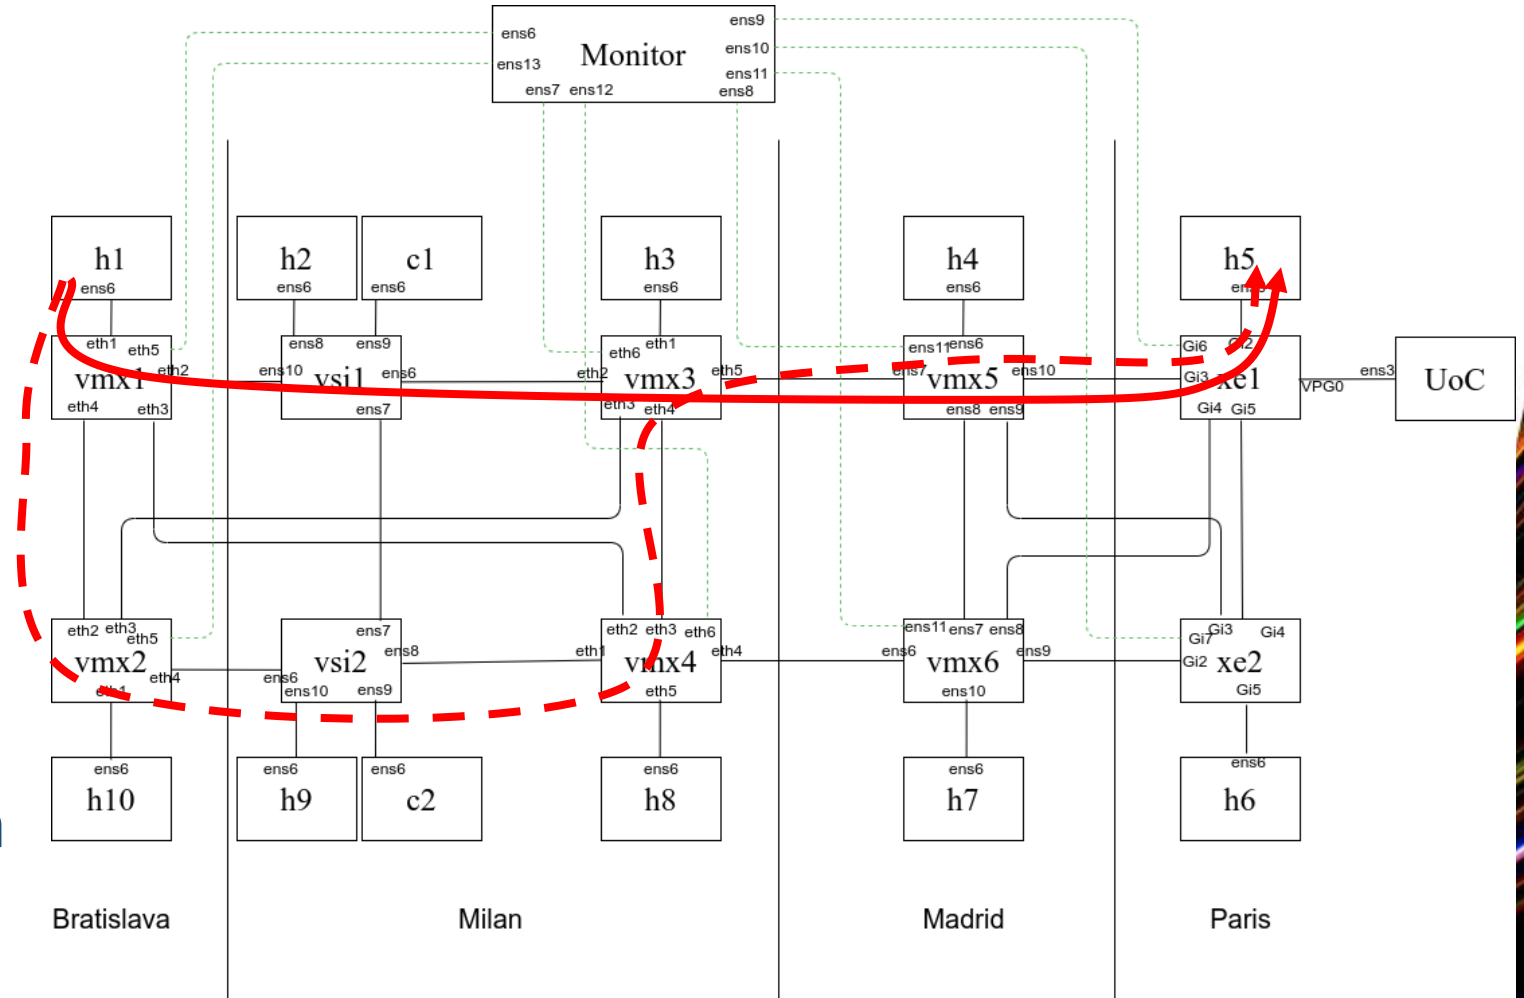 ens6
ens13
Monitor
ens9
ens10
ens11
ens7 ens12
ens8
h1
ens6
h2
ens6
c1
ens6
h3
ens6
h4
ens6
h5
eth1
eth5
eth2
vmx1
eth4
eth3
ens8
ens9
ens10
vsi1
ens6
ens7
eth1
eth6
eth2
vmx3
eth5
eth3
eth4
ens11
ens6
ens7
vmx5
ens10
ens8
ens9
Gi6
Gi2
Gi3
xe1
Gi4
Gi5
VPG0
ens3
UoC
eth2
eth3
eth5
vmx2
eth4
eth1
ens7
vsi2
ens8
ens6
ens10
ens9
eth2
eth3
eth6
eth1
vmx4
eth4
eth5
ens11
ens7
ens8
ens6
vmx6
ens9
ens10
Gi3
Gi4
Gi7
Gi2
xe2
Gi5
ens6
h10
ens6
h9
ens6
c2
ens6
h8
ens6
h7
ens6
h6
Bratislava
Milan
Madrid
Paris